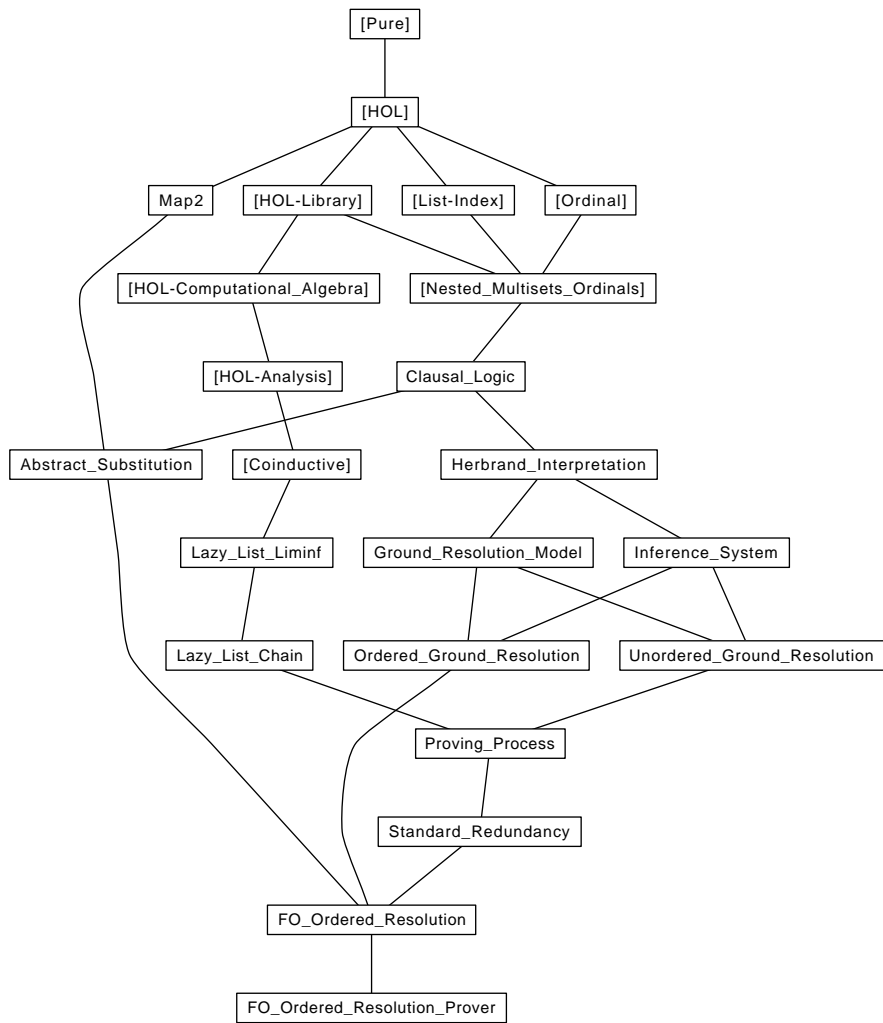 [Pure]
[HOL]
Map2
[HOL-Library]
[List-Index]
[Ordinal]
[HOL-Computational_Algebra]
[Nested_Multisets_Ordinals]
[HOL-Analysis]
Clausal_Logic
Abstract_Substitution
[Coinductive]
Herbrand_Interpretation
Lazy_List_Liminf
Ground_Resolution_Model
Inference_System
Lazy_List_Chain
Ordered_Ground_Resolution
Unordered_Ground_Resolution
Proving_Process
Standard_Redundancy
FO_Ordered_Resolution
FO_Ordered_Resolution_Prover